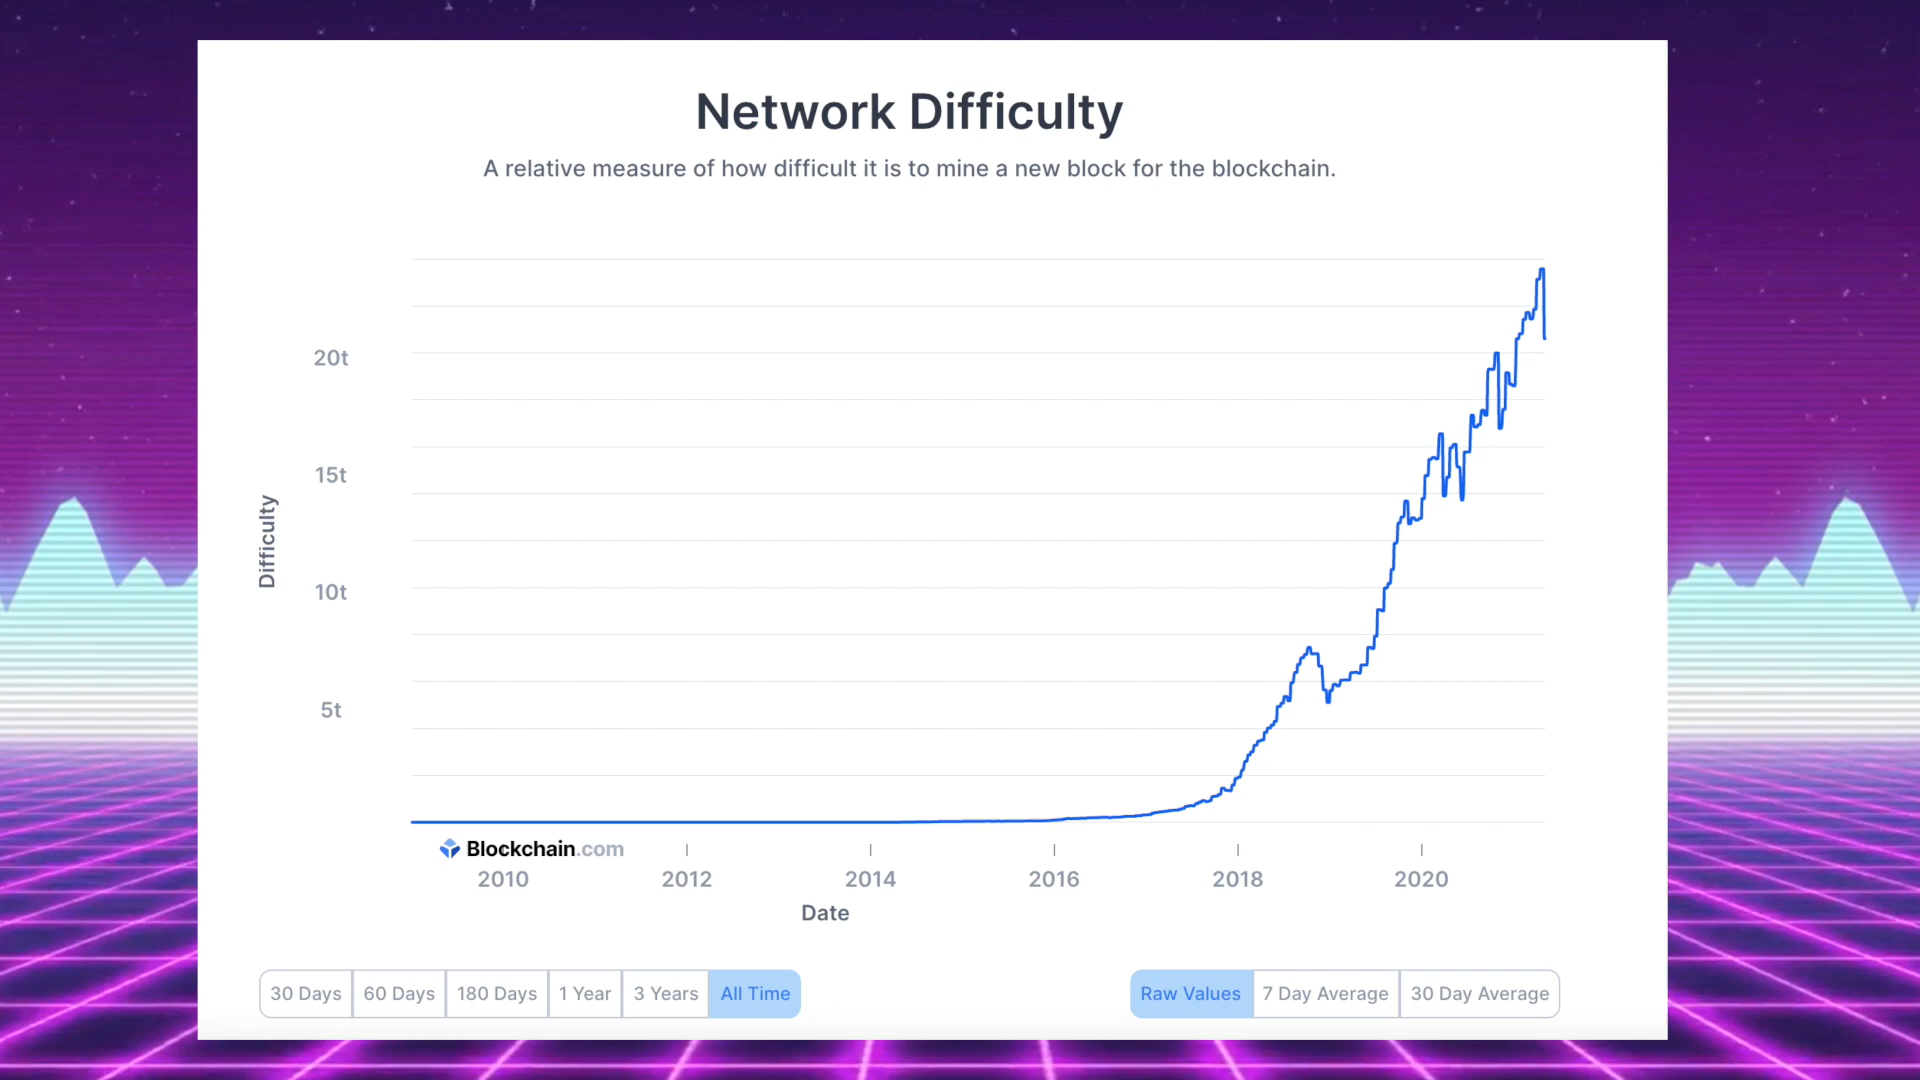 Network Difficulty
A relative measure of how difficult it is to mine a new block for the blockchain.
20t
15t
10t
5t
Difficulty
Blockchain.com
2010 2012 2014 2016 2018 2020
Date
30 Days 60 Days 180 Days 1 Year 3 Years All Time
Raw Values 7 Day Average 30 Day Average